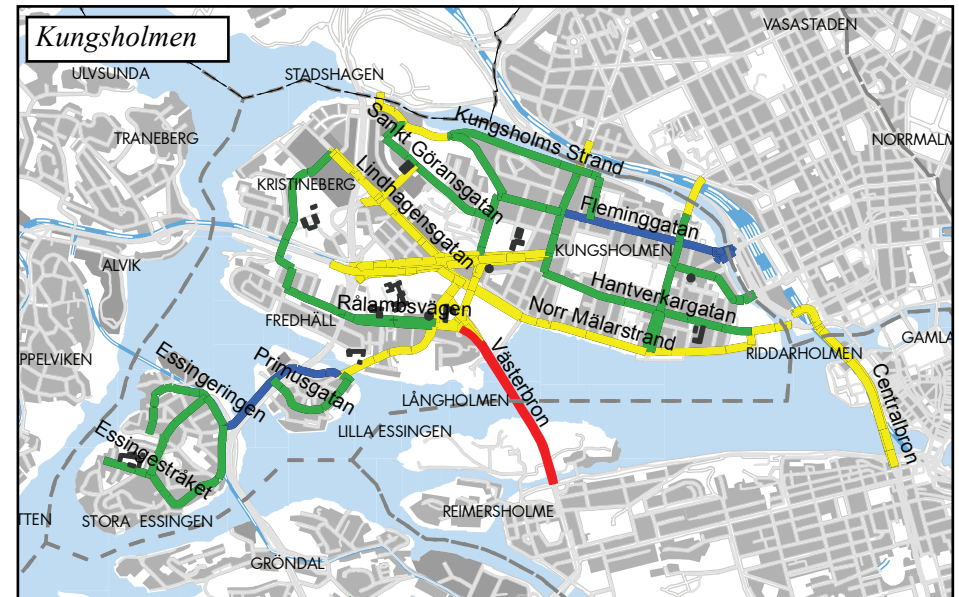 Kungsholmen
VASASTADEN
ULVSUNDA
STADSHAGEN
TRANEBERG
Kungsholms Strand
NORRMALM
Sankt Göransgatan
KRISTINEBERG
Lindhagensgatan
Fleminggatan
KUNGSHOLMEN
ALVIK
Hantverkargatan
Rålambsvägen
Norr Mälarstrand
FREDHÄLL
GAMLA
PPELVIKEN
RIDDARHOLMEN
Essingeringen
Primusgatan
Västerbron
Centralbron
LÅNGHOLMEN
LILLA ESSINGEN
Essingestråket
REIMERSHOLME
TTEN
STORA ESSINGEN
GRÖNDAL